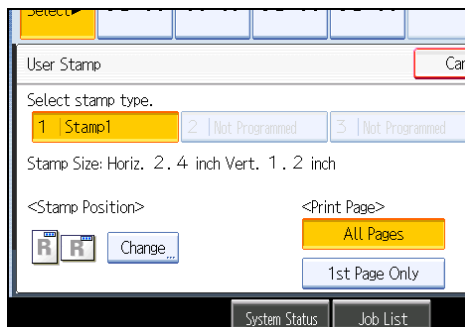 Select►
User Stamp
Car
Select stamp type.
1 | Stamp1
2 | Not Programmed
3 | Not Programmed
Stamp Size: Horiz. 2.4 inch Vert. 1.2 inch
<Stamp Position>
<Print Page>
R R Change...
All Pages
1st Page Only
System Status
Job List